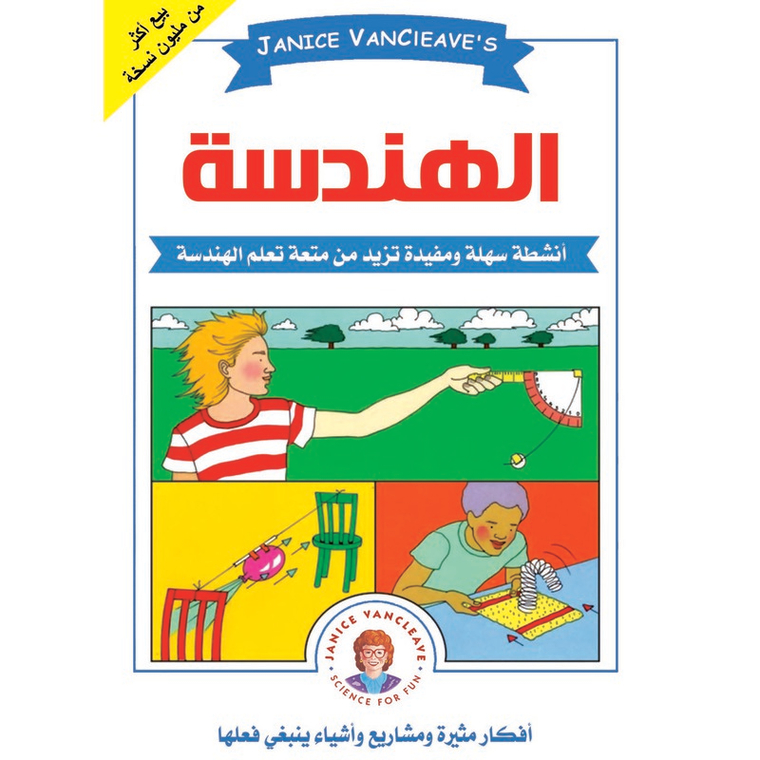 بيع أكثر
من مليون نسخة
JANICE VANCLEAVE'S
الهندسة
أنشطة سهلة ومفيدة تزيد من متعة تعلم الهندسة
JANICE VANCLEAVE
SCIENCE FOR FUN
أفكار مثيرة ومشاريع وأشياء ينبغي فعلها